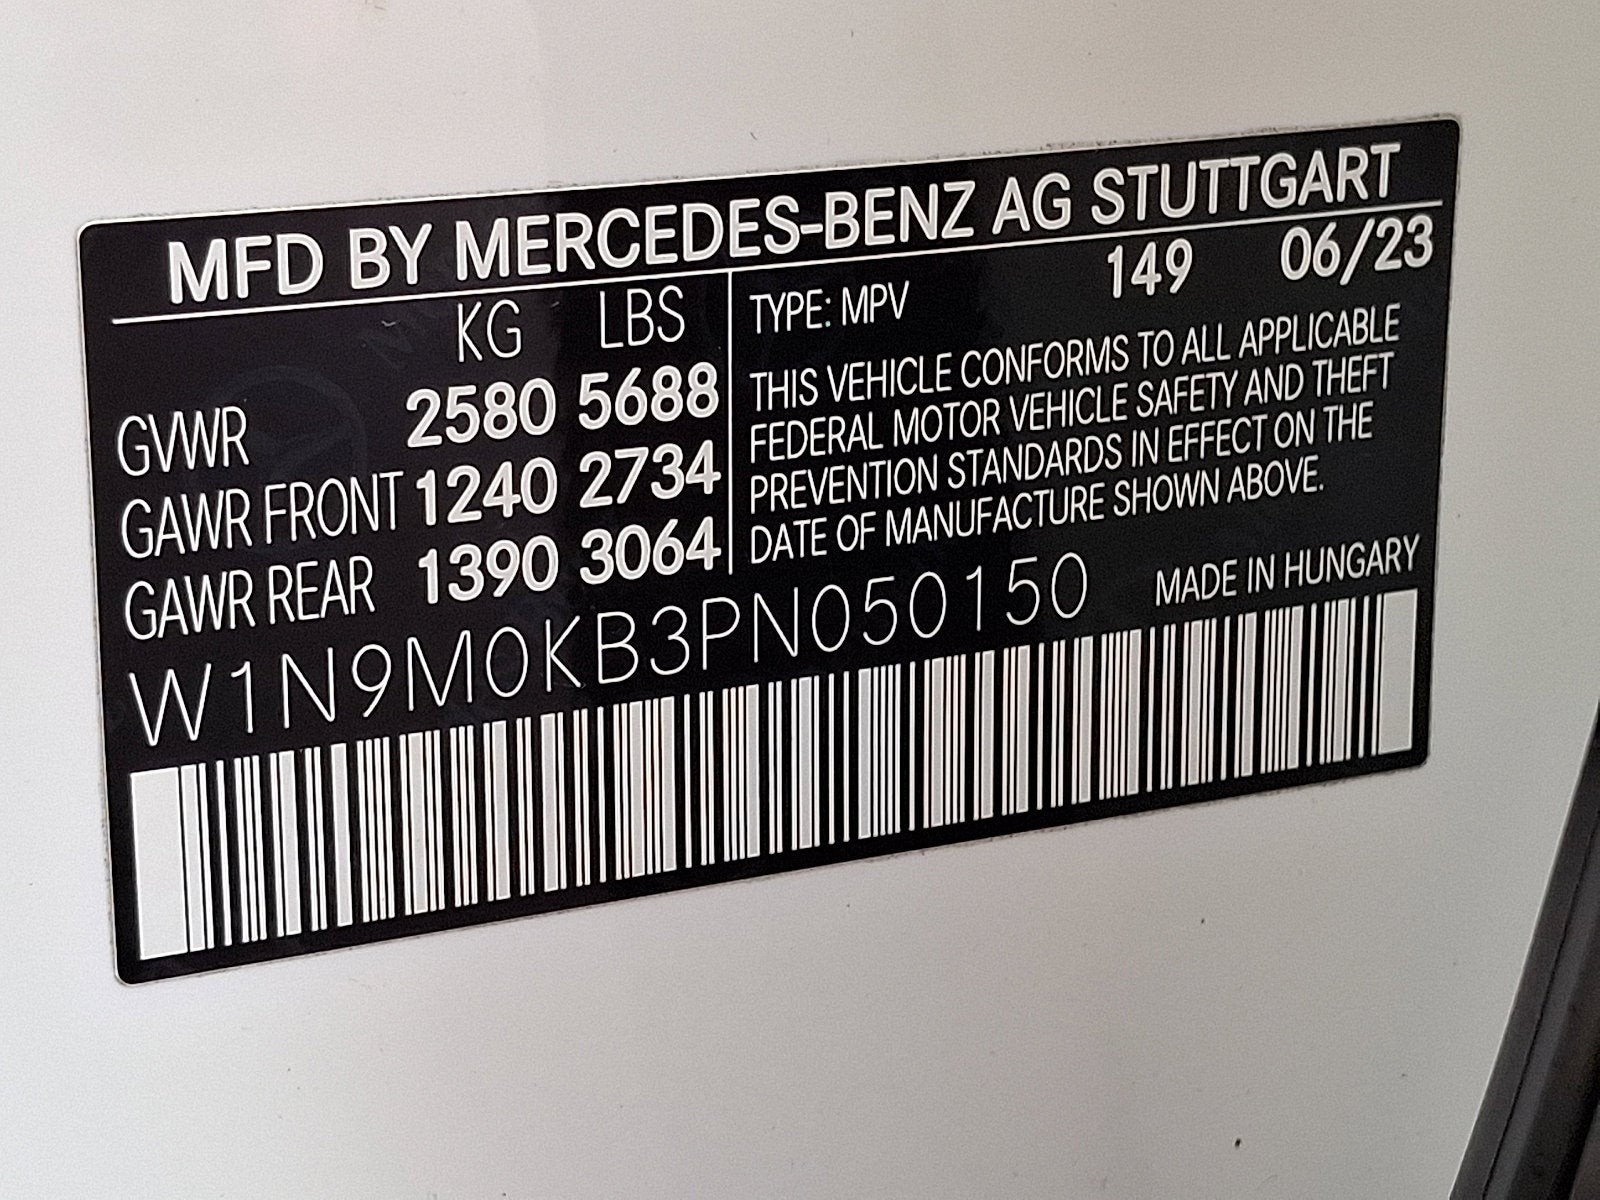 MFD BY MERCEDES-BENZ AG STUTTGART
KG LBS
GVWR 2580 5688
GAWR FRONT 1240 2734
GAWR REAR 1390 3064
TYPE: MPV 149 06/23
THIS VEHICLE CONFORMS TO ALL APPLICABLE
FEDERAL MOTOR VEHICLE SAFETY AND THEFT
PREVENTION STANDARDS IN EFFECT ON THE
DATE OF MANUFACTURE SHOWN ABOVE.
W1N9M0KB3PN050150
MADE IN HUNGARY